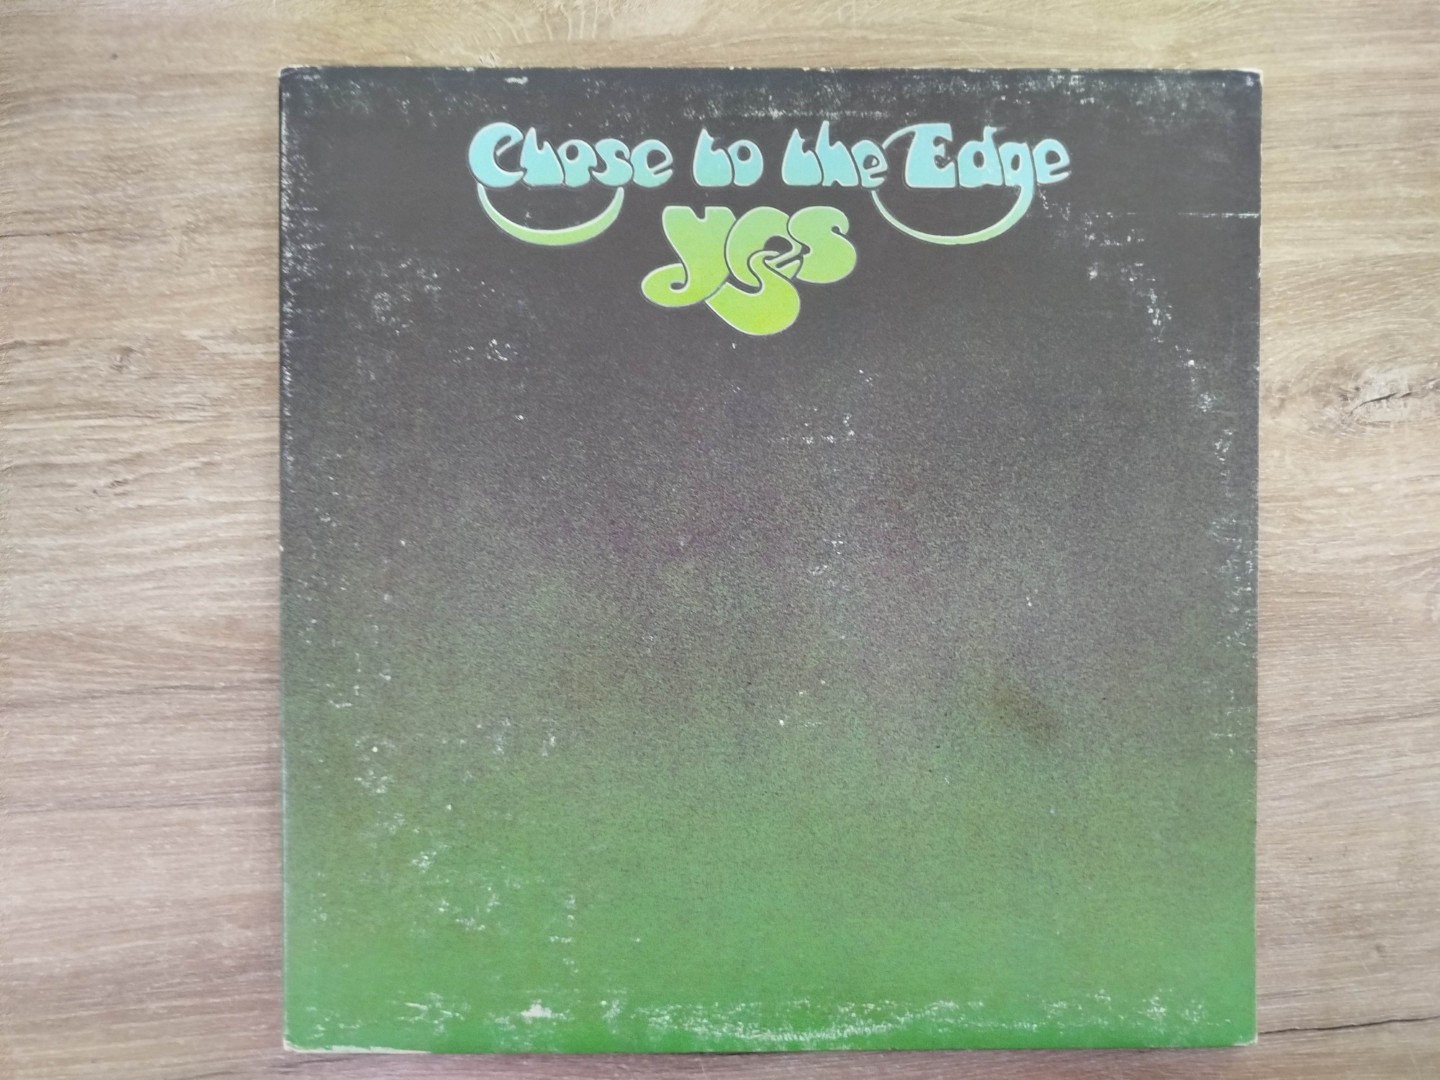 Close to the Edge
yes